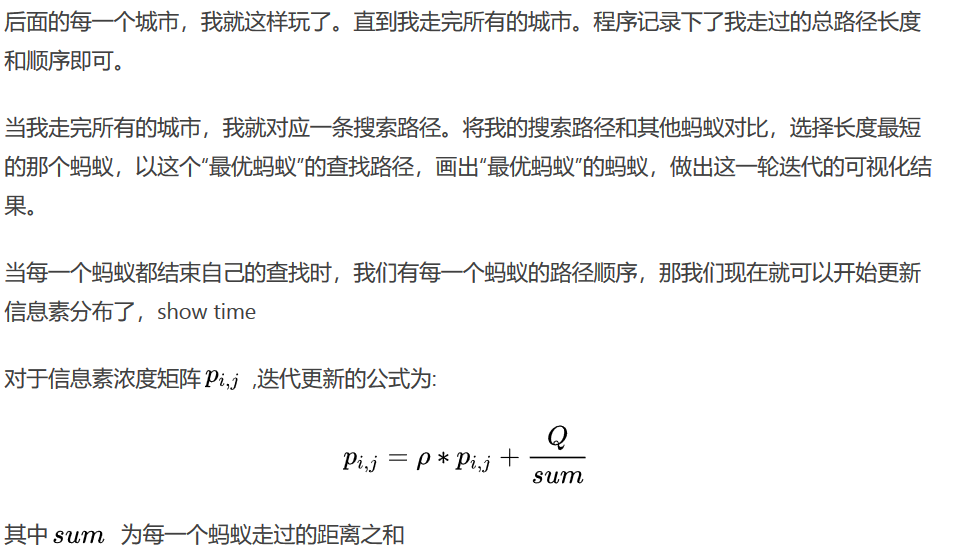 后面的每一个城市，我就这样玩了。直到我走完所有的城市。程序记录下了我走过的总路径长度
和顺序即可。
当我走完所有的城市，我就对应一条搜索路径。将我的搜索路径和其他蚂蚁对比，选择长度最短
的那个蚂蚁，以这个“最优蚂蚁”的查找路径，画出“最优蚂蚁”的蚂蚁，做出这一轮迭代的可视化结
果。
当每一个蚂蚁都结束自己的查找时，我们有每一个蚂蚁的路径顺序，那我们现在就可以开始更新
信息素分布了，show time
对于信息素浓度矩阵 p_{i,j} ,迭代更新的公式为:
p_{i,j} = ρ * p_{i,j} + \frac{Q}{sum}
其中 sum 为每一个蚂蚁走过的距离之和